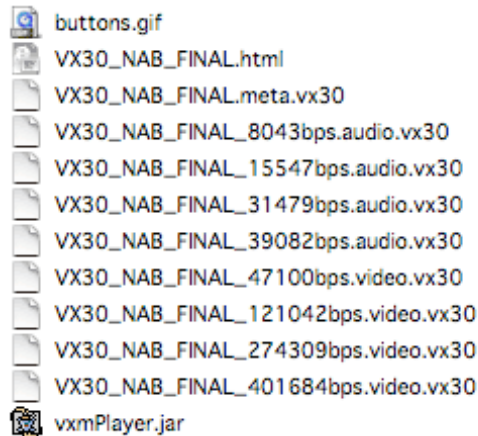 buttons.gif
VX30_NAB_FINAL.html
VX30_NAB_FINAL.meta.vx30
VX30_NAB_FINAL_8043bps.audio.vx30
VX30_NAB_FINAL_15547bps.audio.vx30
VX30_NAB_FINAL_31479bps.audio.vx30
VX30_NAB_FINAL_39082bps.audio.vx30
VX30_NAB_FINAL_47100bps.video.vx30
VX30_NAB_FINAL_121042bps.video.vx30
VX30_NAB_FINAL_274309bps.video.vx30
VX30_NAB_FINAL_401684bps.video.vx30
vxmPlayer.jar